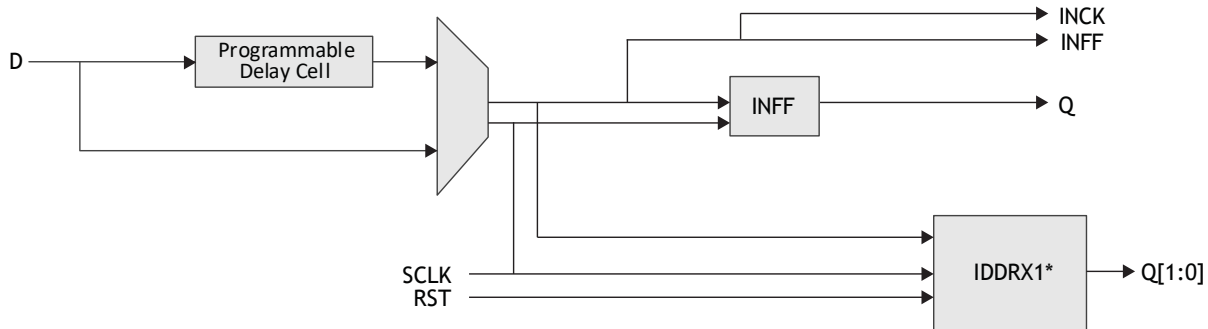 INCK
INFF
D
Programmable
Delay Cell
INFF
Q
SCLK
RST
IDDRX1*
Q[1:0]